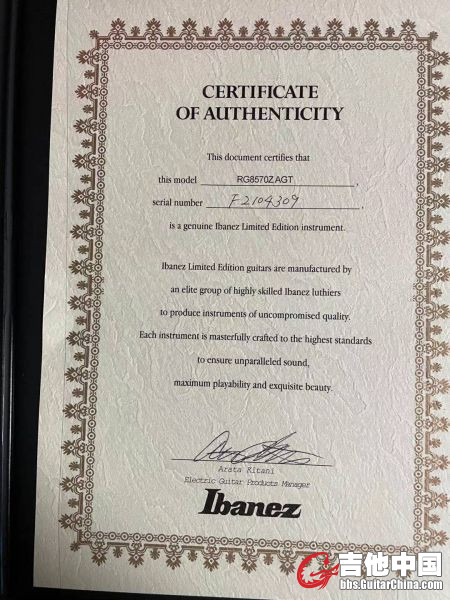 CERTIFICATE
OF AUTHENTICITY
This document certifies that
this model RG8570ZAGT,
serial number F2104309,
is a genuine Ibanez Limited Edition instrument.
Ibanez Limited Edition guitars are manufactured by
an elite group of highly skilled Ibanez luthiers
to produce instruments of uncompromised quality.
Each instrument is masterfully crafted to the highest standards
to ensure unparalleled sound,
maximum playability and exquisite beauty.
Arata Kitani
Electric Guitar Products Manager
Ibanez
吉他中国
bbs.GuitarChina.com